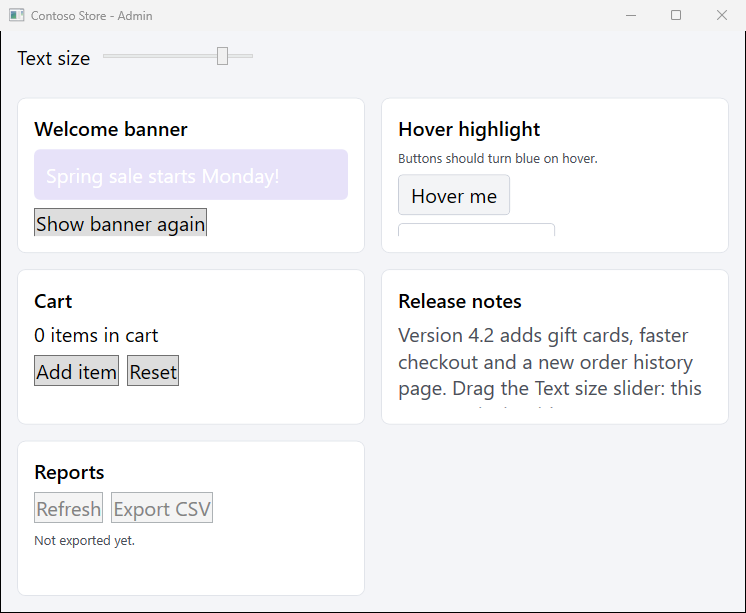 Contoso Store - Admin
Text size
Welcome banner
Spring sale starts Monday!
Show banner again
Hover highlight
Buttons should turn blue on hover.
Hover me
Cart
0 items in cart
Add item
Reset
Release notes
Version 4.2 adds gift cards, faster
checkout and a new order history
page. Drag the Text size slider: this
Reports
Refresh
Export CSV
Not exported yet.